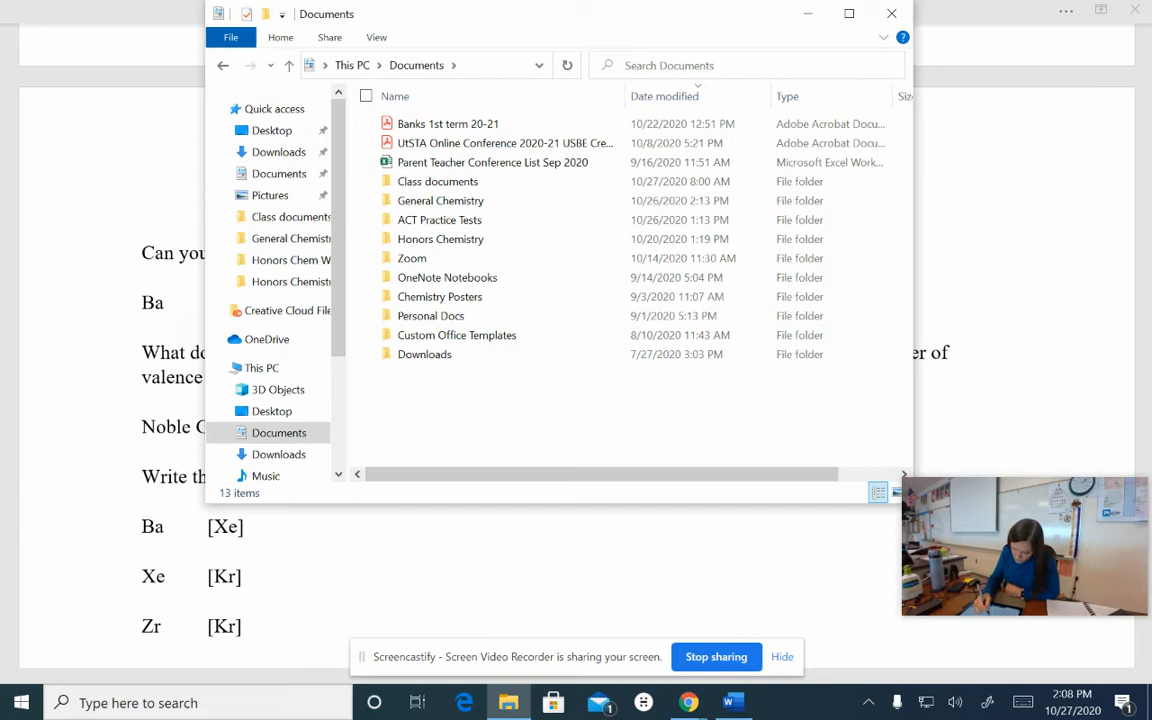 Documents
File Home Share View
This PC > Documents >
Search Documents
Name Date modified Type Siz
Quick access
Desktop
Downloads
Documents
Pictures
Class documents
General Chemist
Honors Chem W
Honors Chemist
Creative Cloud File
OneDrive
This PC
3D Objects
Desktop
Documents
Downloads
Music
Banks 1st term 20-21 10/22/2020 12:51 PM Adobe Acrobat Docu...
UtSTA Online Conference 2020-21 USBE Cre... 10/8/2020 5:21 PM Adobe Acrobat Docu...
Parent Teacher Conference List Sep 2020 9/16/2020 11:51 AM Microsoft Excel Work...
Class documents 10/27/2020 8:00 AM File folder
General Chemistry 10/26/2020 2:13 PM File folder
ACT Practice Tests 10/26/2020 1:13 PM File folder
Honors Chemistry 10/20/2020 1:19 PM File folder
Zoom 10/14/2020 11:30 AM File folder
OneNote Notebooks 9/14/2020 5:04 PM File folder
Chemistry Posters 9/3/2020 11:07 AM File folder
Personal Docs 9/1/2020 5:13 PM File folder
Custom Office Templates 8/10/2020 11:43 AM File folder
Downloads 7/27/2020 3:03 PM File folder
13 items
Can you
Ba
What do er of
valence
Noble G
Write th
Ba [Xe]
Xe [Kr]
Zr [Kr]
Screencastify - Screen Video Recorder is sharing your screen. Stop sharing Hide
Type here to search
2:08 PM
10/27/2020